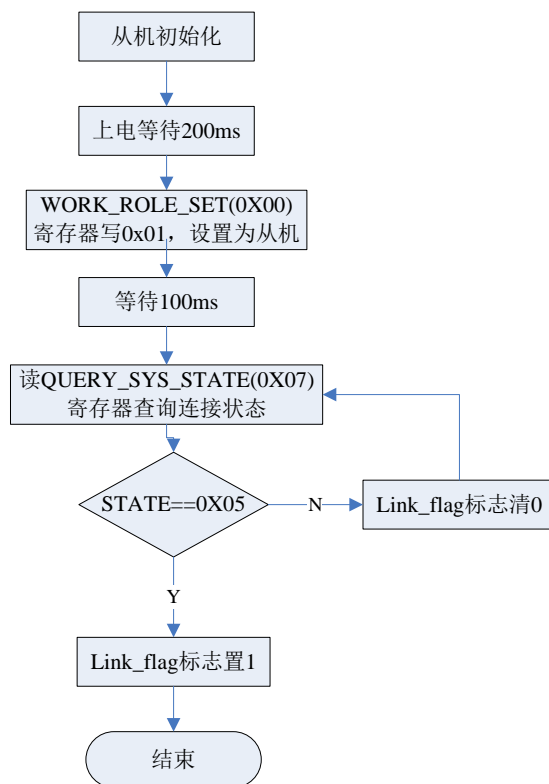 从机初始化
上电等待200ms
WORK_ROLE_SET(0X00)
寄存器写0x01，设置为从机
等待100ms
读QUERY_SYS_STATE(0X07)
寄存器查询连接状态
STATE==0X05
N
Link_flag标志清0
Y
Link_flag标志置1
结束